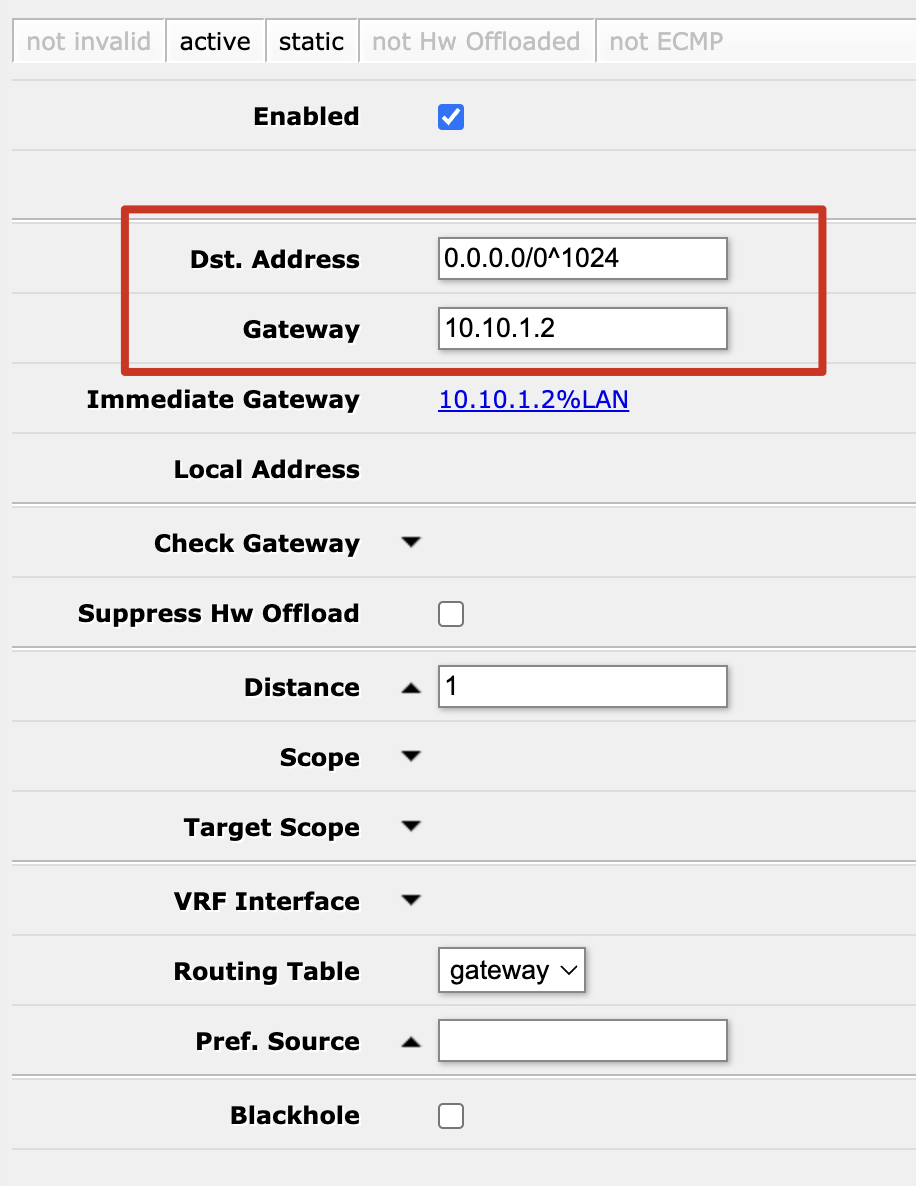 not invalid active static not Hw Offloaded not ECMP
Enabled
Dst. Address 0.0.0.0/0^1024
Gateway 10.10.1.2
Immediate Gateway 10.10.1.2%LAN
Local Address
Check Gateway
Suppress Hw Offload
Distance 1
Scope
Target Scope
VRF Interface
Routing Table gateway
Pref. Source
Blackhole